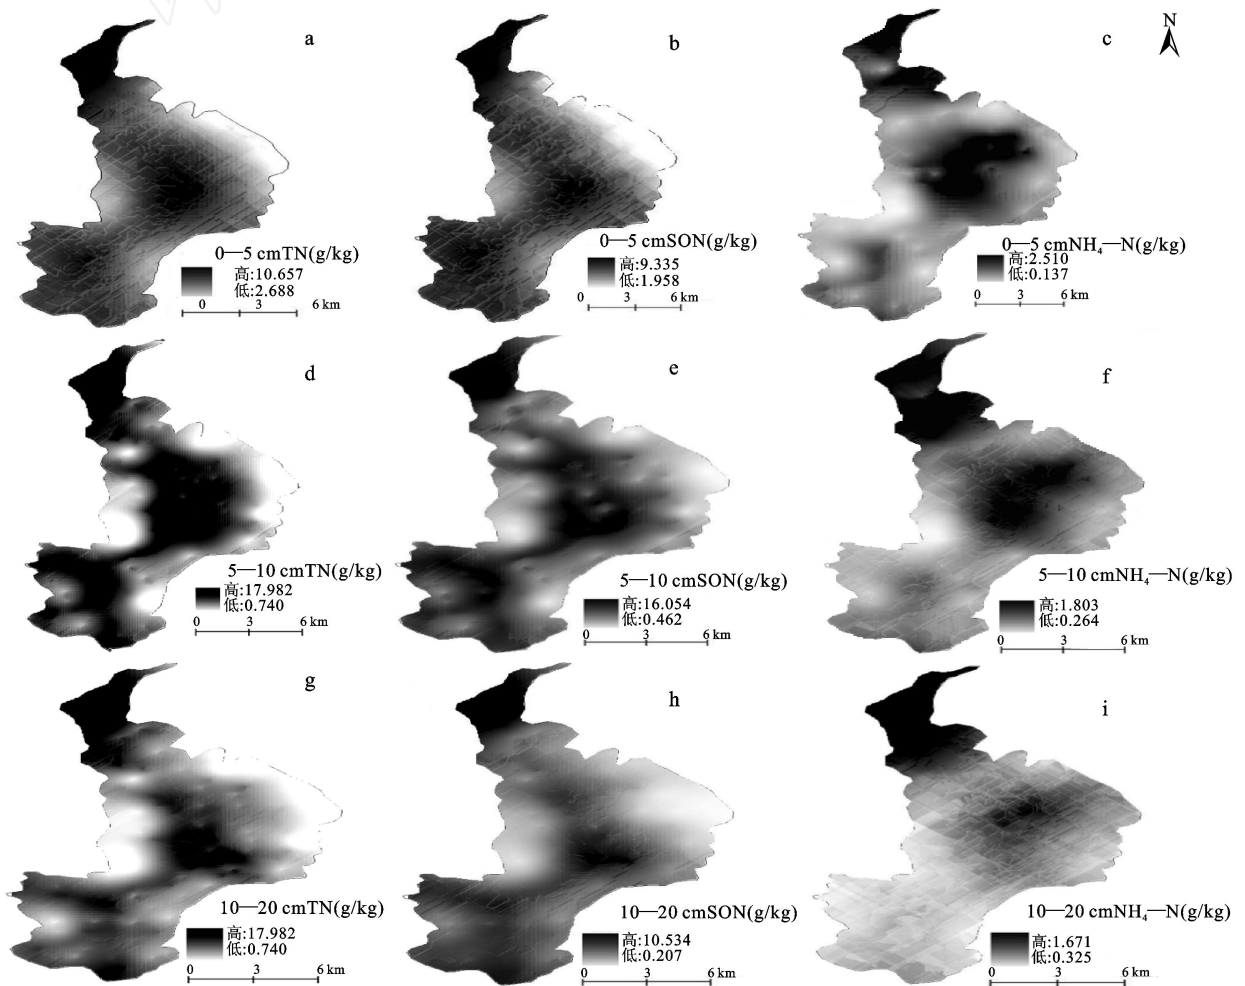 a
b
c
N
0—5 cmTN(g/kg)
高:10.657
低:2.688
0 3 6 km
0—5 cmSON(g/kg)
高:9.335
低:1.958
0 3 6 km
0—5 cmNH₄—N(g/kg)
高:2.510
低:0.137
0 3 6 km
d
e
f
5—10 cmTN(g/kg)
高:17.982
低:0.740
0 3 6 km
5—10 cmSON(g/kg)
高:16.054
低:0.462
0 3 6 km
5—10 cmNH₄—N(g/kg)
高:1.803
低:0.264
0 3 6 km
g
h
i
10—20 cmTN(g/kg)
高:17.982
低:0.740
0 3 6 km
10—20 cmSON(g/kg)
高:10.534
低:0.207
0 3 6 km
10—20 cmNH₄—N(g/kg)
高:1.671
低:0.325
0 3 6 km